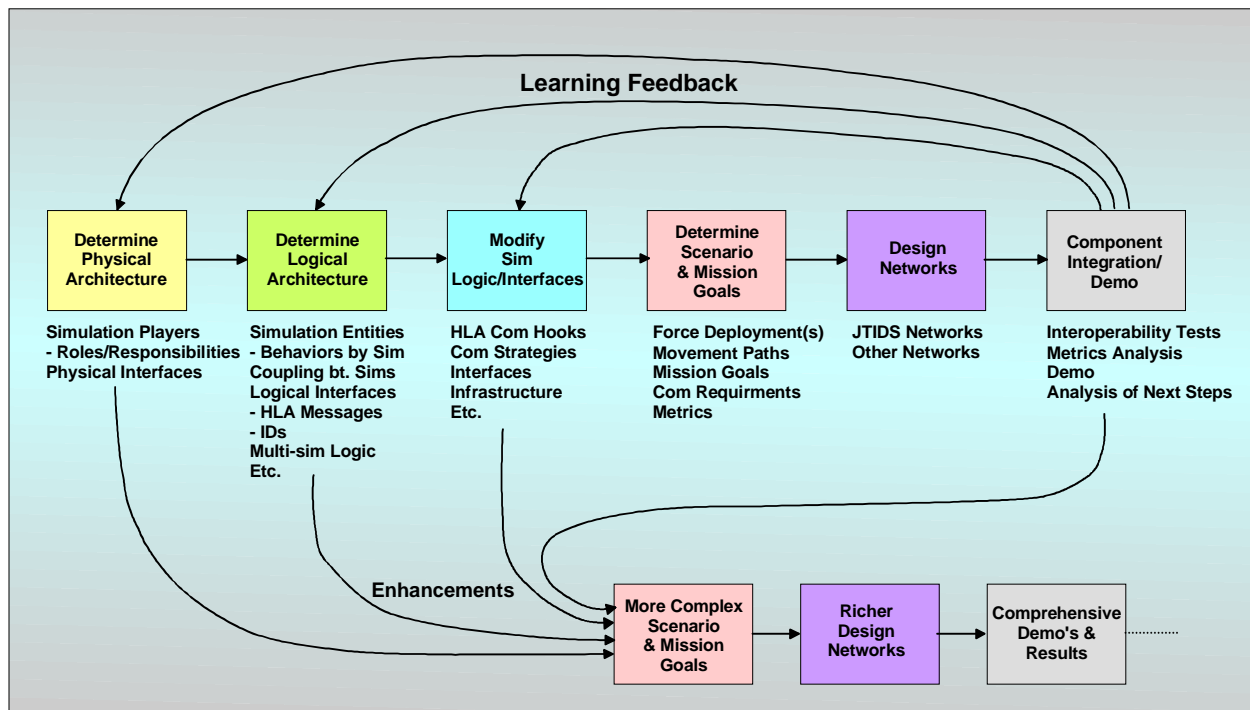 Learning Feedback
Determine
Physical
Architecture
Determine
Logical
Architecture
Modify
Sim
Logic/Interfaces
Determine
Scenario
& Mission
Goals
Design
Networks
Component
Integration/
Demo
Simulation Players
- Roles/Responsibilities
Physical Interfaces
Simulation Entities
- Behaviors by Sim
Coupling bt. Sims
Logical Interfaces
- HLA Messages
- IDs
Multi-sim Logic
Etc.
HLA Com Hooks
Com Strategies
Interfaces
Infrastructure
Etc.
Force Deployment(s)
Movement Paths
Mission Goals
Com Requirments
Metrics
JTIDS Networks
Other Networks
Interoperability Tests
Metrics Analysis
Demo
Analysis of Next Steps
Enhancements
More Complex
Scenario
& Mission
Goals
Richer
Design
Networks
Comprehensive
Demo's &
Results